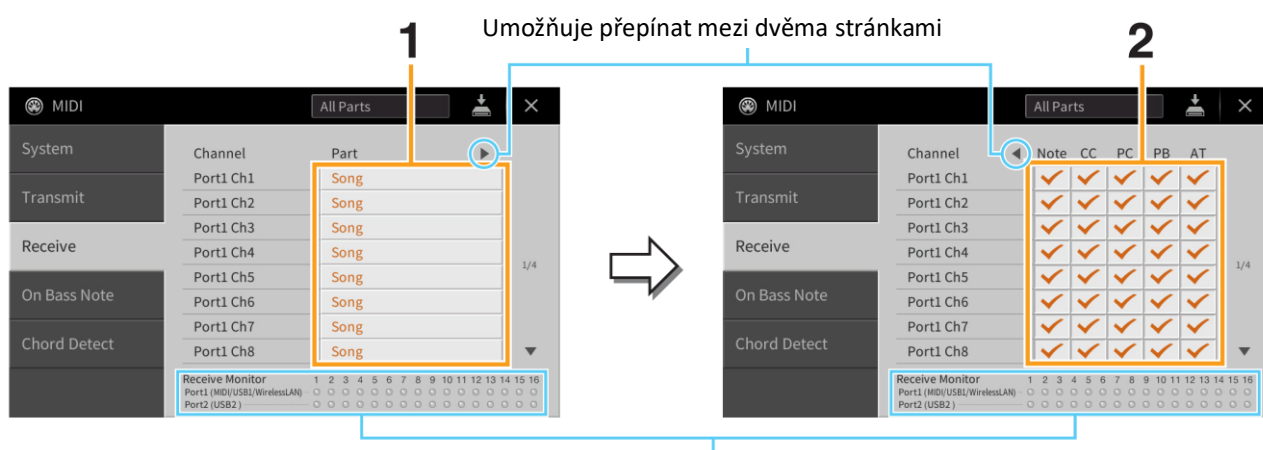 Umožňuje přepínat mezi dvěma stránkami
1
2
MIDI
All Parts
System
Transmit
Receive
On Bass Note
Chord Detect
Channel Part
Port1 Ch1 Song
Port1 Ch2 Song
Port1 Ch3 Song
Port1 Ch4 Song
Port1 Ch5 Song
Port1 Ch6 Song
Port1 Ch7 Song
Port1 Ch8 Song
1/4
Receive Monitor 1 2 3 4 5 6 7 8 9 10 11 12 13 14 15 16
Port1 (MIDI/USB1/WirelessLAN)
Port2 (USB2)
MIDI
All Parts
System
Transmit
Receive
On Bass Note
Chord Detect
Channel Note CC PC PB AT
Port1 Ch1
Port1 Ch2
Port1 Ch3
Port1 Ch4
Port1 Ch5
Port1 Ch6
Port1 Ch7
Port1 Ch8
1/4
Receive Monitor 1 2 3 4 5 6 7 8 9 10 11 12 13 14 15 16
Port1 (MIDI/USB1/WirelessLAN)
Port2 (USB2)